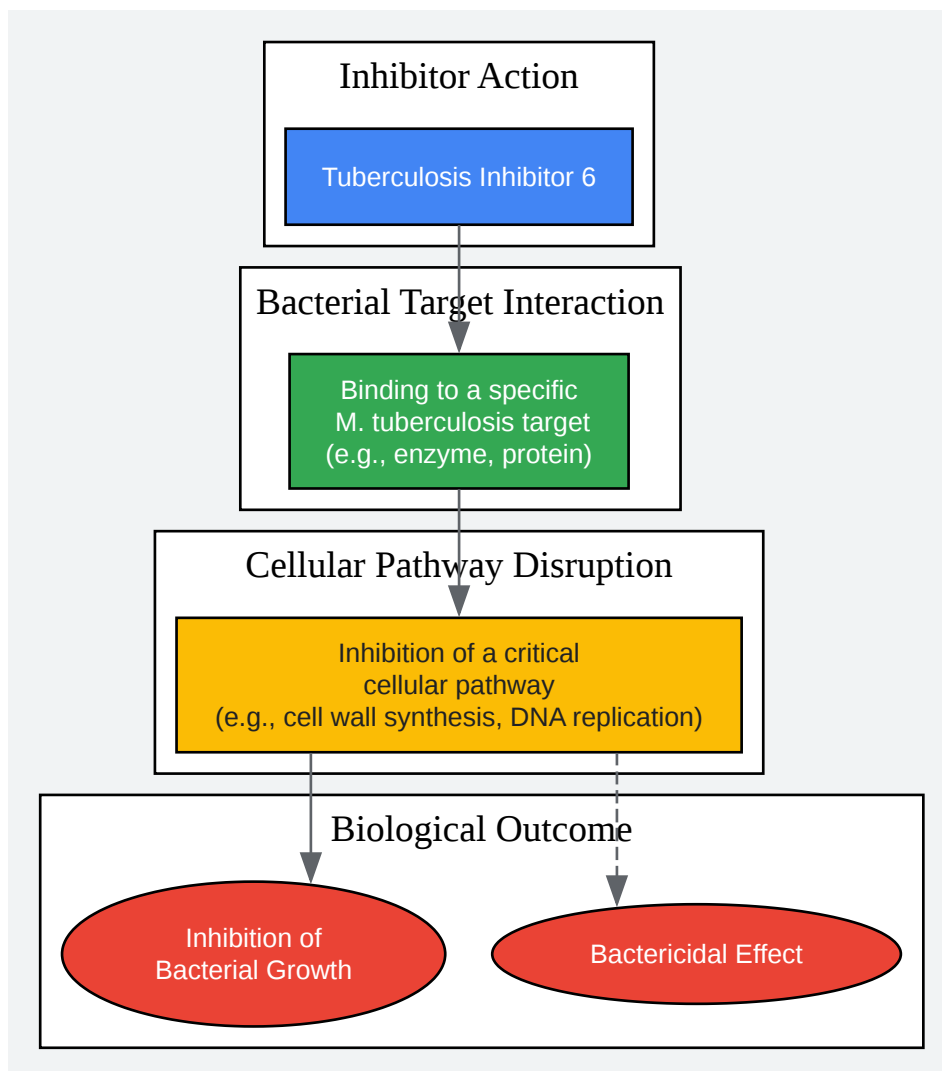 Inhibitor Action
Tuberculosis Inhibitor 6
Bacterial Target Interaction
Binding to a specific
M. tuberculosis target
(e.g., enzyme, protein)
Cellular Pathway Disruption
Inhibition of a critical
cellular pathway
(e.g., cell wall synthesis, DNA replication)
Biological Outcome
Inhibition of
Bacterial Growth
Bactericidal Effect